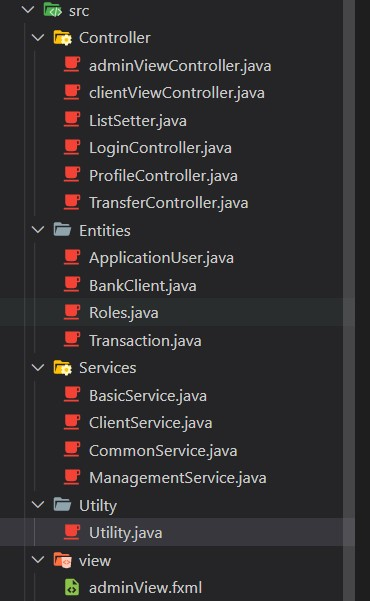 src
Controller
adminViewController.java
clientViewController.java
ListSetter.java
LoginController.java
ProfileController.java
TransferController.java
Entities
ApplicationUser.java
BankClient.java
Roles.java
Transaction.java
Services
BasicService.java
ClientService.java
CommonService.java
ManagementService.java
Utilty
Utility.java
view
adminView.fxml